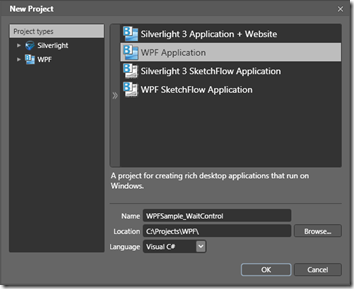 New Project
Project types
Silverlight
WPF
Silverlight 3 Application + Website
WPF Application
Silverlight 3 SketchFlow Application
WPF SketchFlow Application
A project for creating rich desktop applications that run on
Windows.
Name WPFSample_WaitControl
Location C:\Projects\WPF\ Browse...
Language Visual C#
OK Cancel